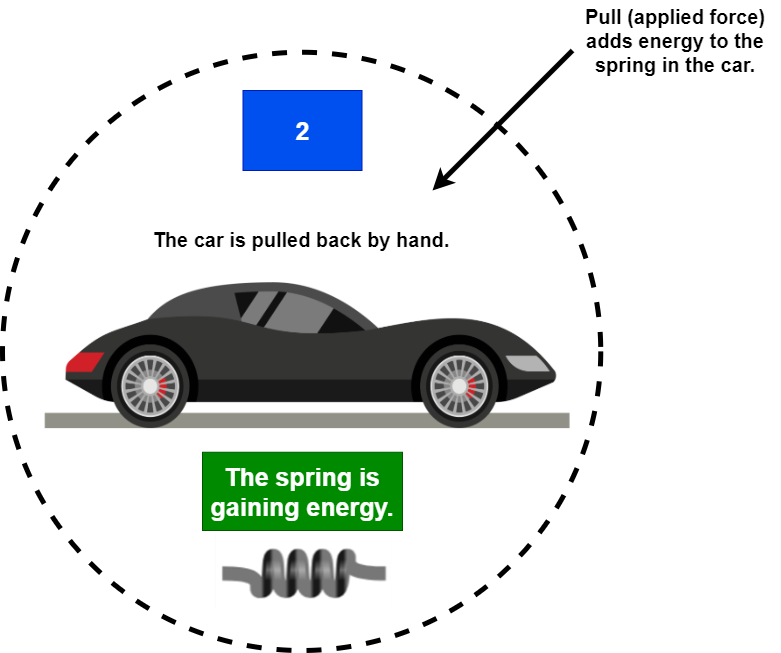 Pull (applied force)
adds energy to the
spring in the car.
2
The car is pulled back by hand.
The spring is
gaining energy.